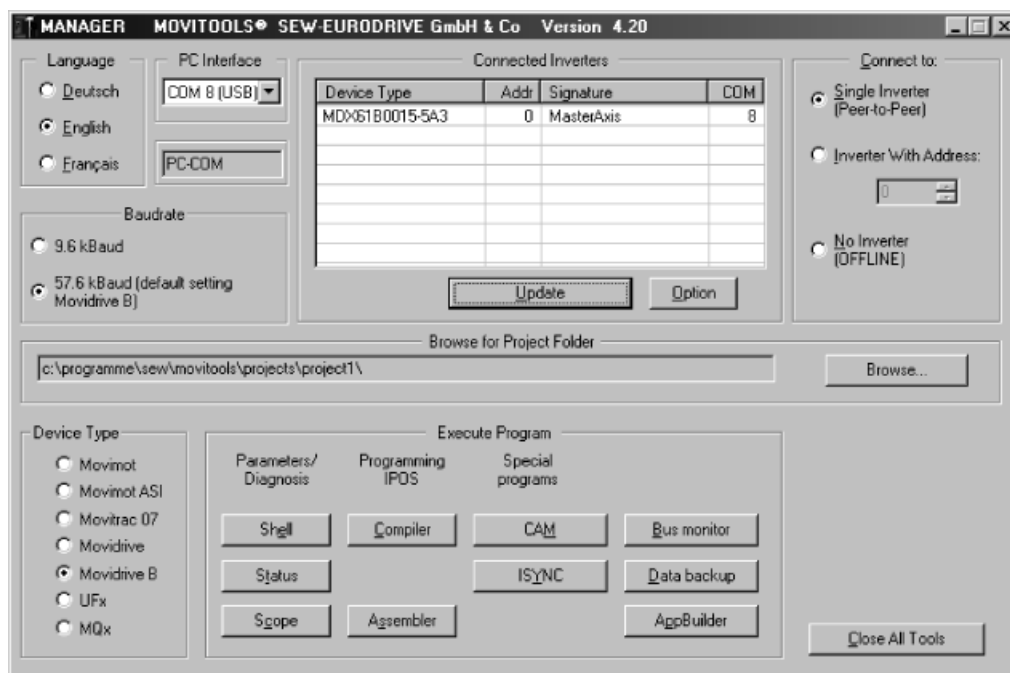 MANAGER MOVITOOLS® SEW-EURODRIVE GmbH & Co Version 4.20
Language
Deutsch
English
Français
PC Interface
COM 8 (USB)
PC-COM
Baudrate
9.6 kBaud
57.6 kBaud (default setting
Movidrive B)
Connected Inverters
Device Type Addr Signature COM
MDX61B0015-5A3 0 MasterAxis 8
Update Option
Connect to:
Single Inverter
(Peer-to-Peer)
Inverter With Address:
0
No Inverter
(OFFLINE)
Browse for Project Folder
c:\programme\sew\movitools\projects\project1\
Browse...
Device Type
Movimot
Movimot ASI
Movitrac 07
Movidrive
Movidrive B
UFx
MQx
Execute Program
Parameters/
Diagnosis
Programming
IPOS
Special
programs
Shell Compiler CAM Bus monitor
Status ISYNC Data backup
Scope Assembler AppBuilder
Close All Tools